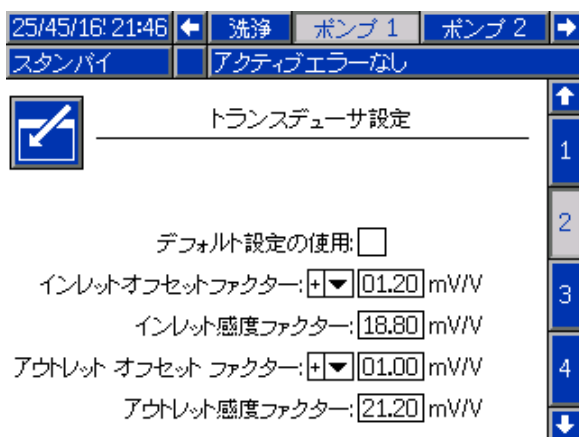 25/45/16 21:46 洗浄 ポンプ 1 ポンプ 2
スタンバイ アクティブエラーなし
トランスデューサ設定
1
2
デフォルト設定の使用:
インレットオフセットファクター: + 01.20 mV/V
3
インレット感度ファクター: 18.80 mV/V
アウトレット オフセット ファクター: + 01.00 mV/V
4
アウトレット感度ファクター: 21.20 mV/V